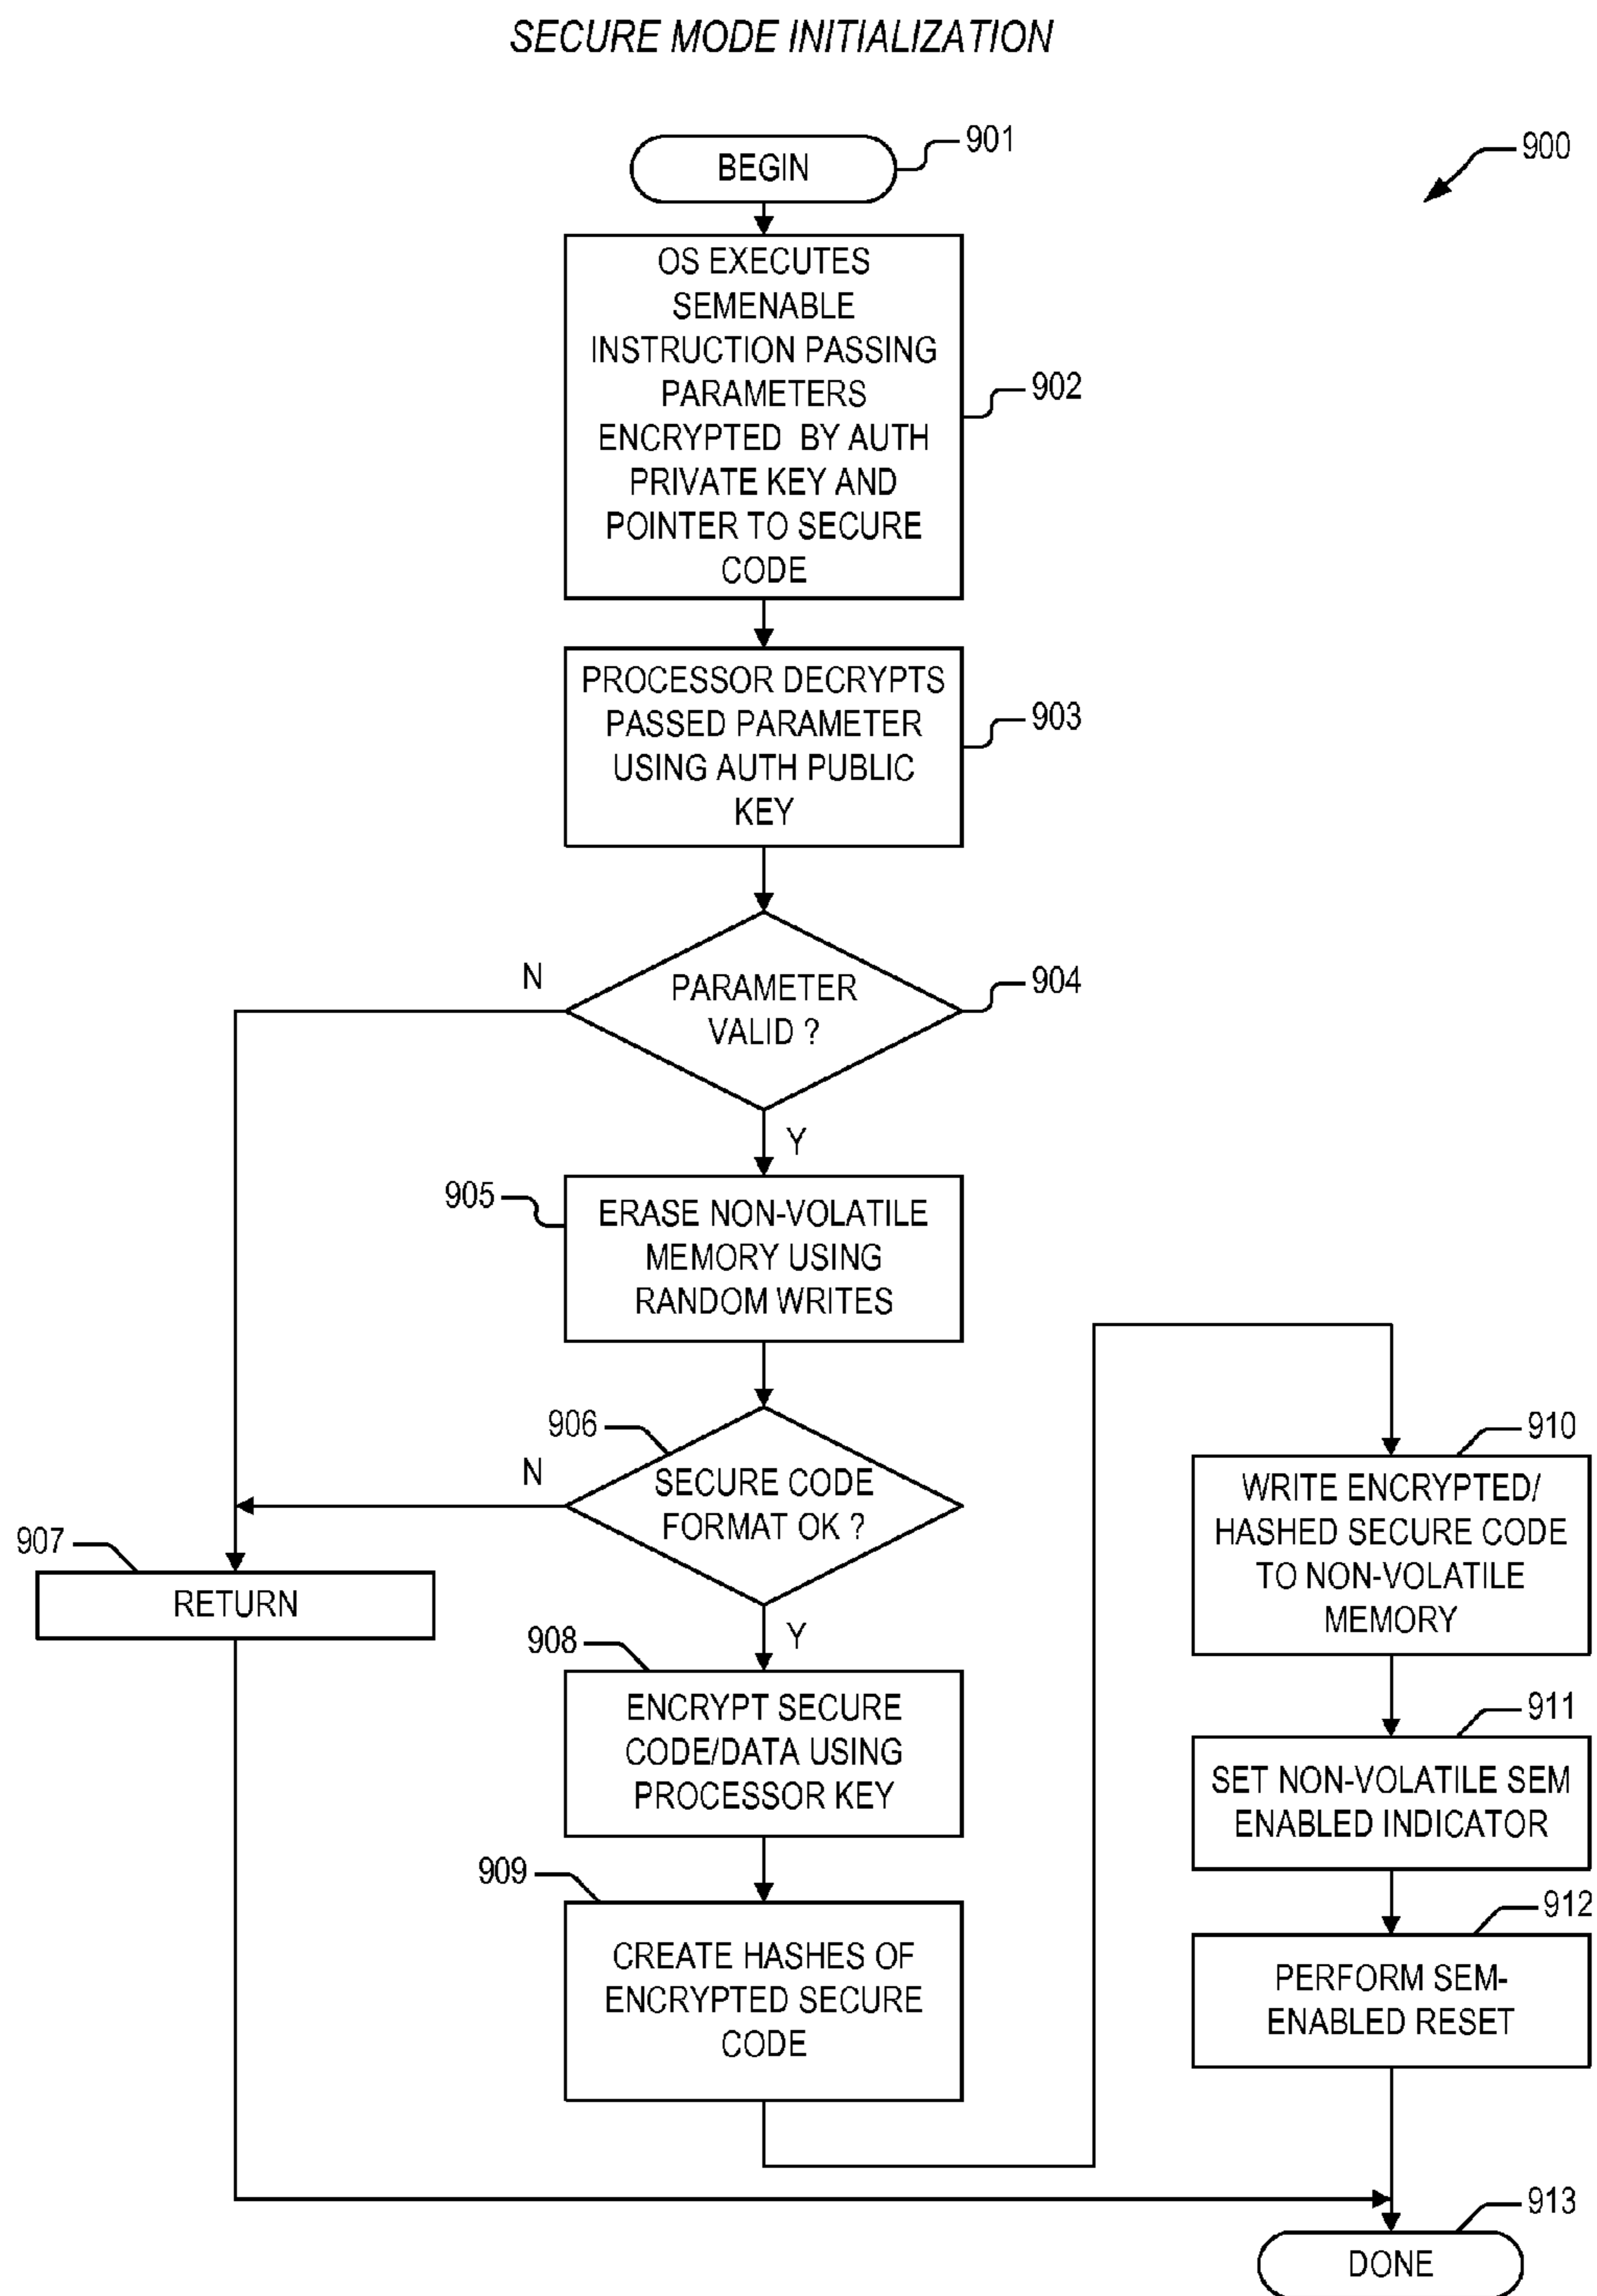 SECURE MODE INITIALIZATION
BEGIN
901
900
OS EXECUTES
SEMENABLE
INSTRUCTION PASSING
PARAMETERS
ENCRYPTED BY AUTH
PRIVATE KEY AND
POINTER TO SECURE
CODE
902
PROCESSOR DECRYPTS
PASSED PARAMETER
USING AUTH PUBLIC
KEY
903
N
PARAMETER
VALID ?
904
Y
905
ERASE NON-VOLATILE
MEMORY USING
RANDOM WRITES
906
N
SECURE CODE
FORMAT OK ?
907
RETURN
Y
908
ENCRYPT SECURE
CODE/DATA USING
PROCESSOR KEY
909
CREATE HASHES OF
ENCRYPTED SECURE
CODE
910
WRITE ENCRYPTED/
HASHED SECURE CODE
TO NON-VOLATILE
MEMORY
911
SET NON-VOLATILE SEM
ENABLED INDICATOR
912
PERFORM SEM-
ENABLED RESET
913
DONE